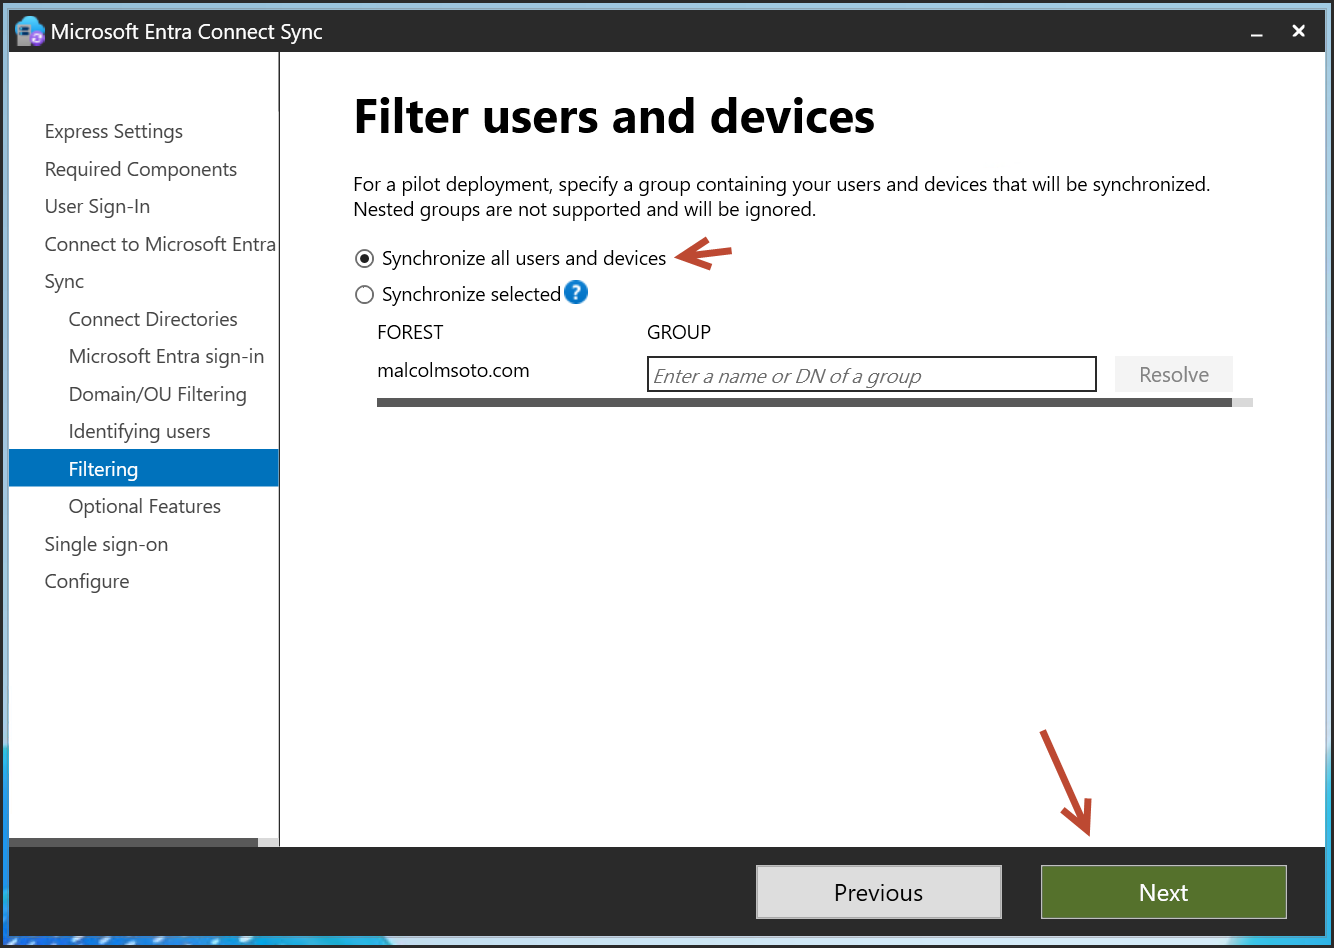 Microsoft Entra Connect Sync
Express Settings
Required Components
User Sign-In
Connect to Microsoft Entra
Sync
Connect Directories
Microsoft Entra sign-in
Domain/OU Filtering
Identifying users
Filtering
Optional Features
Single sign-on
Configure
Filter users and devices
For a pilot deployment, specify a group containing your users and devices that will be synchronized.
Nested groups are not supported and will be ignored.
Synchronize all users and devices
Synchronize selected ?
FOREST GROUP
malcolmsoto.com Enter a name or DN of a group Resolve
Previous Next